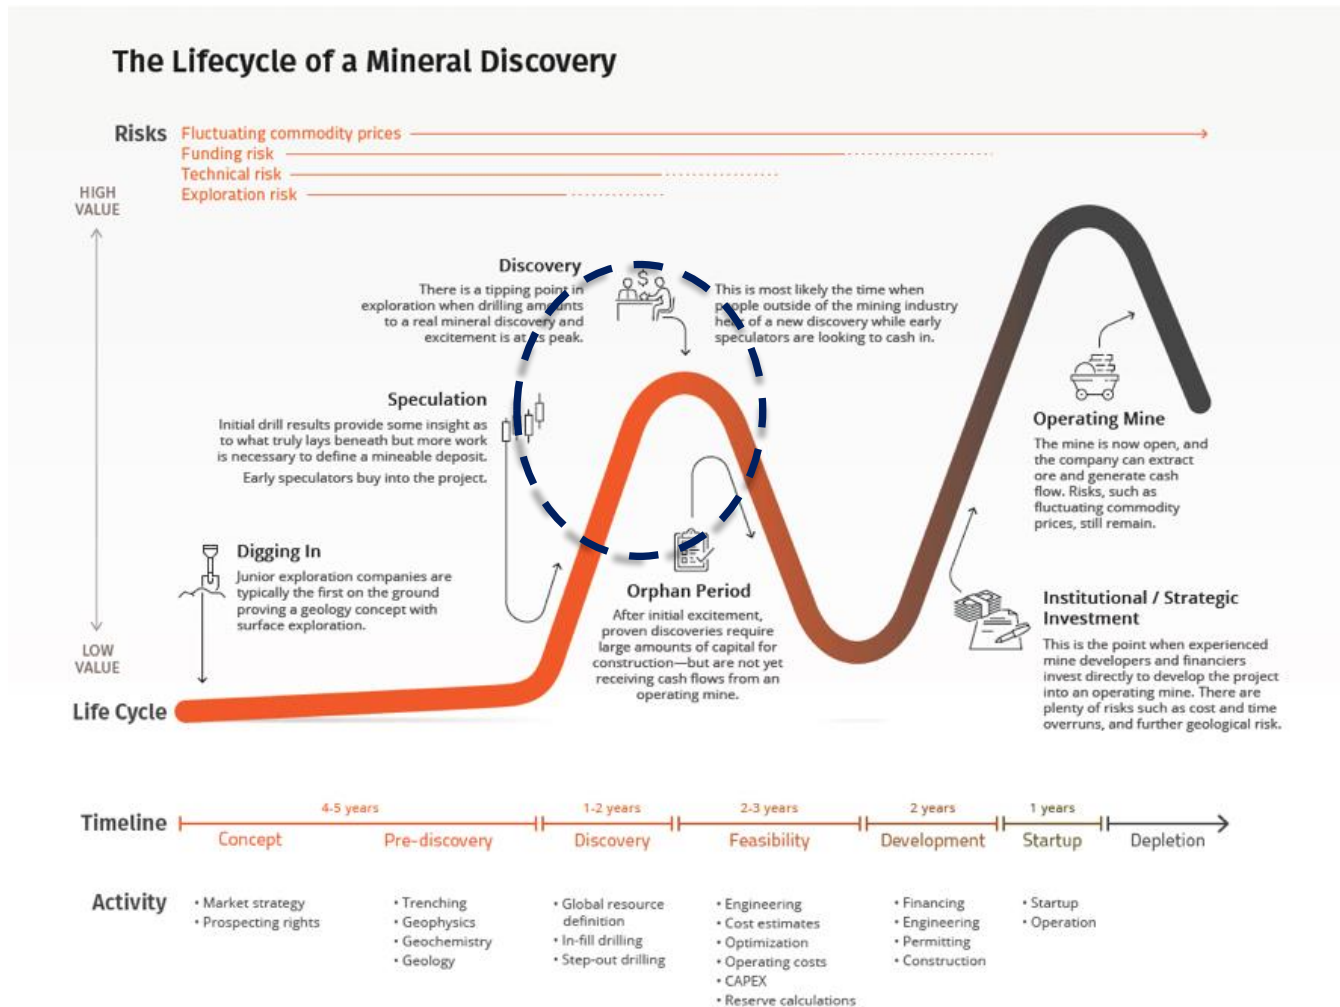 The Lifecycle of a Mineral Discovery
Risks
Fluctuating commodity prices
Funding risk
Technical risk
Exploration risk
HIGH
VALUE
Discovery
There is a tipping point in
exploration when drilling amounts
to a real mineral discovery and
excitement is at its peak.
$
This is most likely the time when
people outside of the mining industry
hear of a new discovery while early
speculators are looking to cash in.
Speculation
Initial drill results provide some insight as
to what truly lays beneath but more work
is necessary to define a mineable deposit.
Early speculators buy into the project.
Operating Mine
The mine is now open, and
the company can extract
ore and generate cash
flow. Risks, such as
fluctuating commodity
prices, still remain.
Digging In
Junior exploration companies are
typically the first on the ground
proving a geology concept with
surface exploration.
Orphan Period
After initial excitement,
proven discoveries require
large amounts of capital for
construction—but are not yet
receiving cash flows from an
operating mine.
Institutional / Strategic
Investment
This is the point when experienced
mine developers and financiers
invest directly to develop the project
into an operating mine. There are
plenty of risks such as cost and time
overruns, and further geological risk.
LOW
VALUE
Life Cycle
Timeline
4-5 years
1-2 years
2-3 years
2 years
1 years
Concept
Pre-discovery
Discovery
Feasibility
Development
Startup
Depletion
Activity
• Market strategy
• Prospecting rights
• Trenching
• Geophysics
• Geochemistry
• Geology
• Global resource
definition
• In-fill drilling
• Step-out drilling
• Engineering
• Cost estimates
• Optimization
• Operating costs
• CAPEX
• Reserve calculations
• Financing
• Engineering
• Permitting
• Construction
• Startup
• Operation